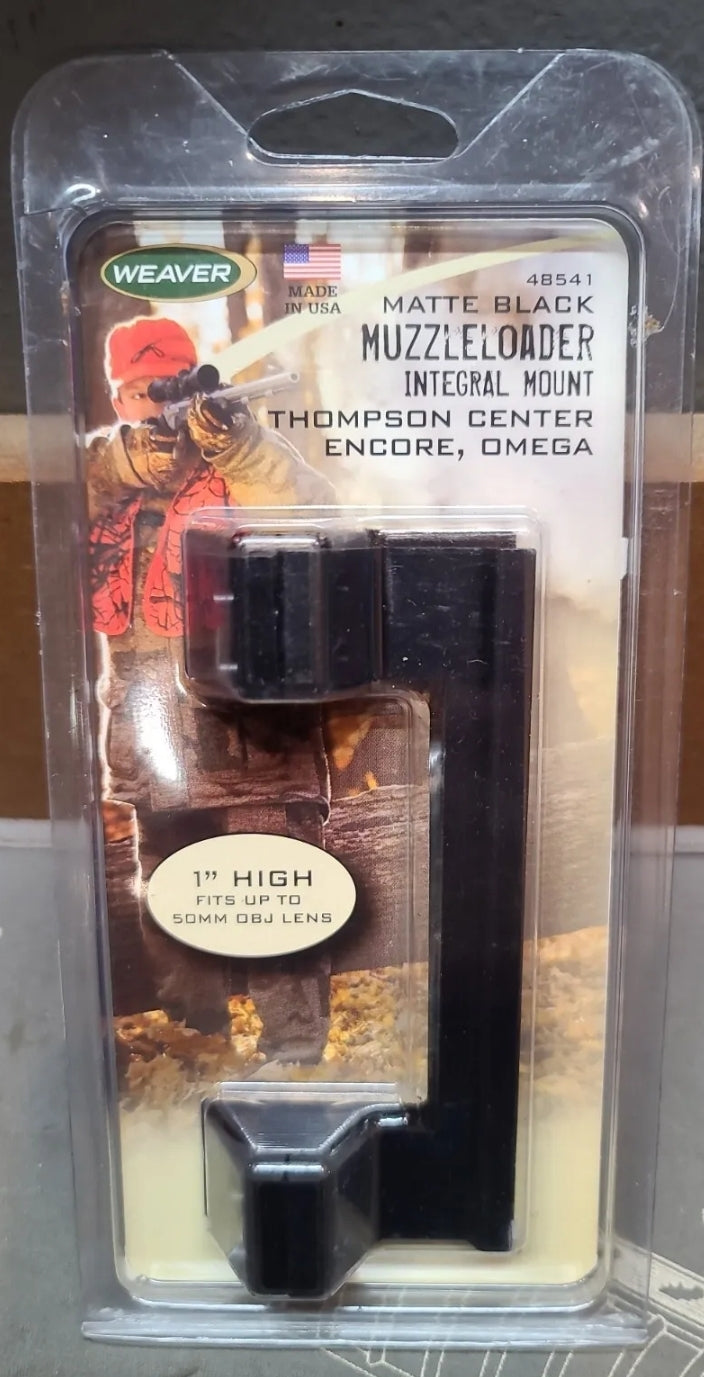 WEAVER
MADE
IN USA
48541
MATTE BLACK
MUZZLELOADER
INTEGRAL MOUNT
THOMPSON CENTER
ENCORE, OMEGA
1” HIGH
FITS UP TO
50MM OBJ LENS